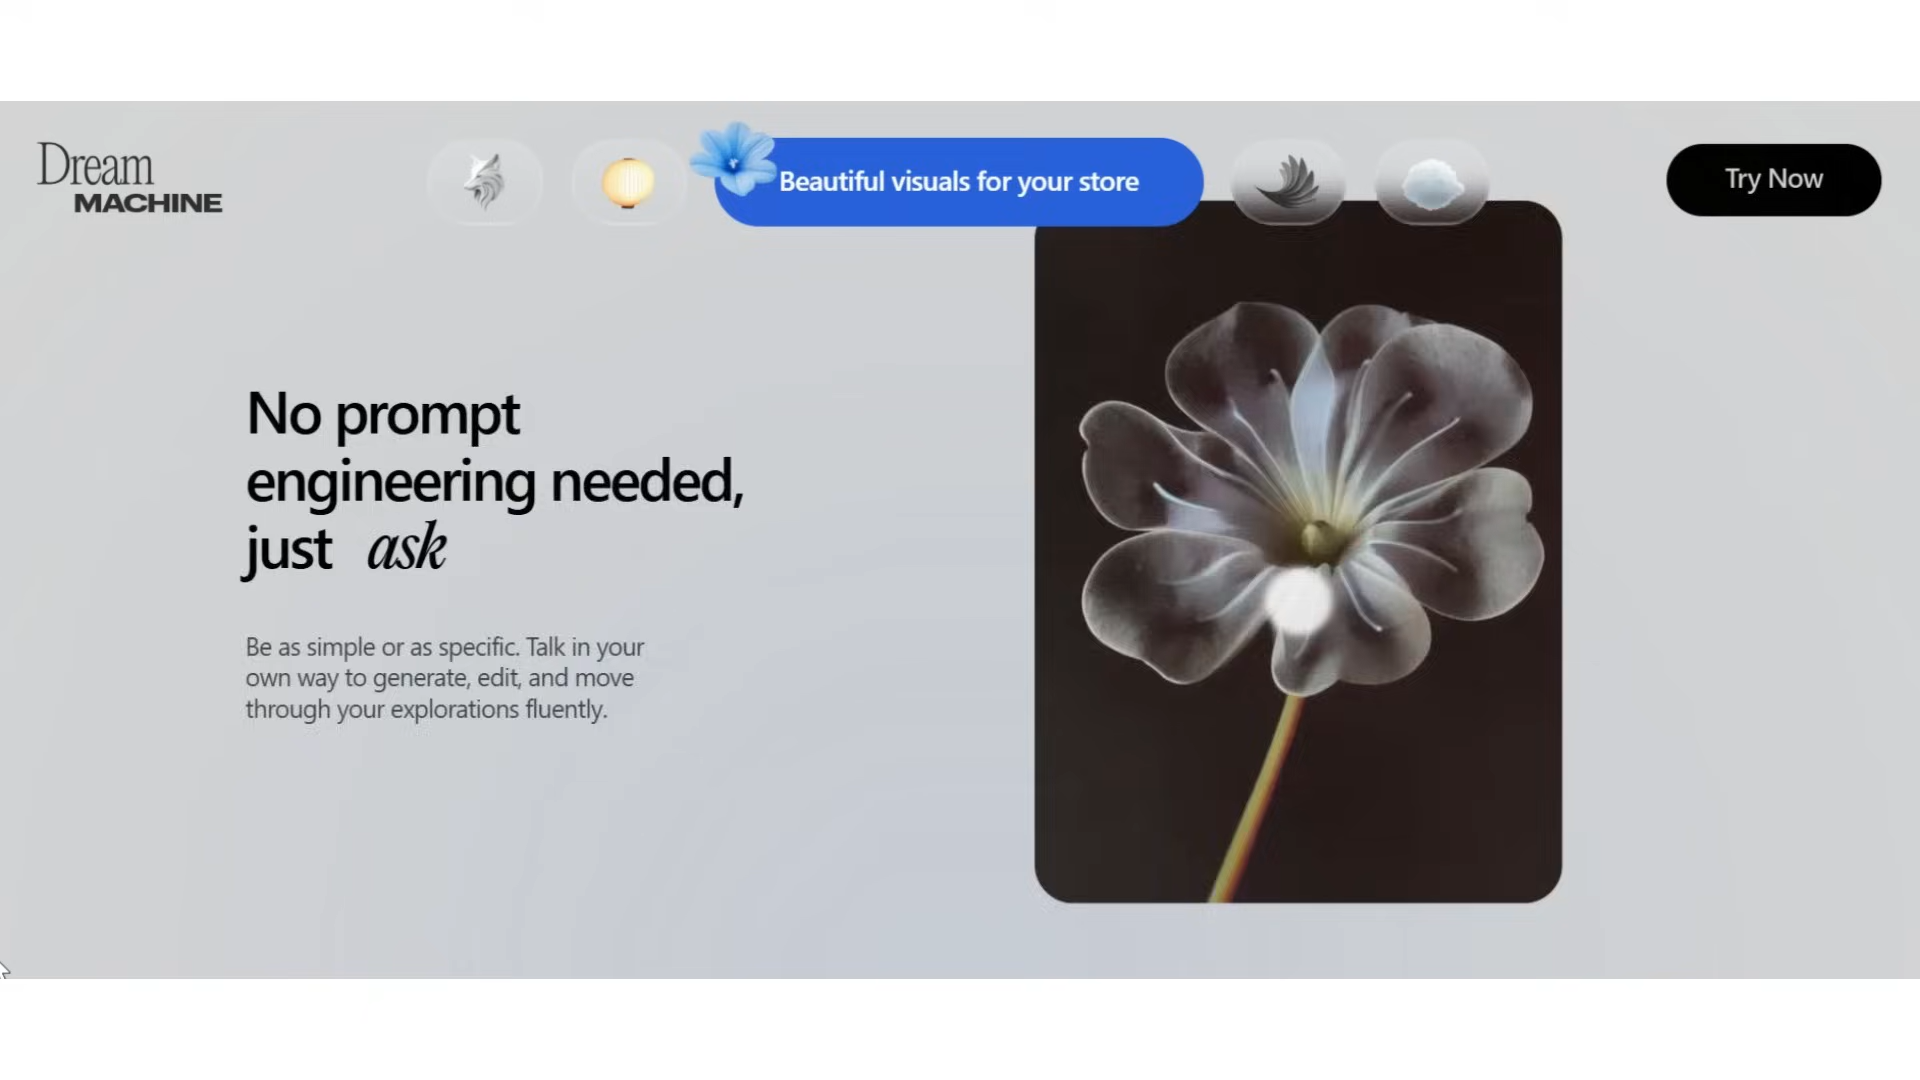 Dream
MACHINE
Beautiful visuals for your store
Try Now
No prompt
engineering needed,
just ask
Be as simple or as specific. Talk in your
own way to generate, edit, and move
through your explorations fluently.